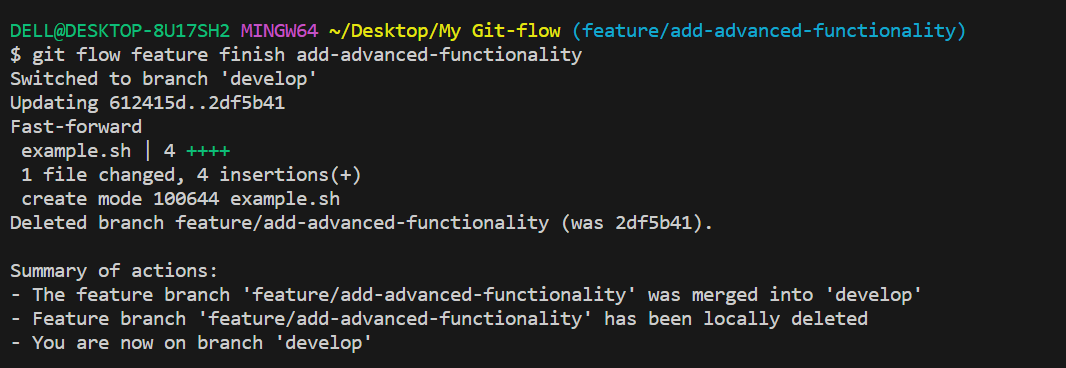 DELL@DESKTOP-8U17SH2 MINGW64 ~/Desktop/My Git-flow (feature/add-advanced-functionality)
$ git flow feature finish add-advanced-functionality
Switched to branch 'develop'
Updating 612415d..2df5b41
Fast-forward
 example.sh | 4 ++++
 1 file changed, 4 insertions(+)
 create mode 100644 example.sh
Deleted branch feature/add-advanced-functionality (was 2df5b41).

Summary of actions:
- The feature branch 'feature/add-advanced-functionality' was merged into 'develop'
- Feature branch 'feature/add-advanced-functionality' has been locally deleted
- You are now on branch 'develop'